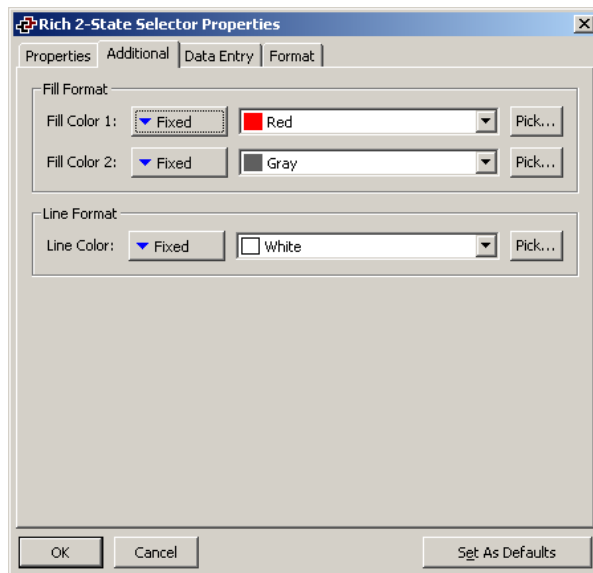 Rich 2-State Selector Properties
Properties Additional Data Entry Format
Fill Format
Fill Color 1: Fixed Red Pick...
Fill Color 2: Fixed Gray Pick...
Line Format
Line Color: Fixed White Pick...
OK Cancel Set As Defaults